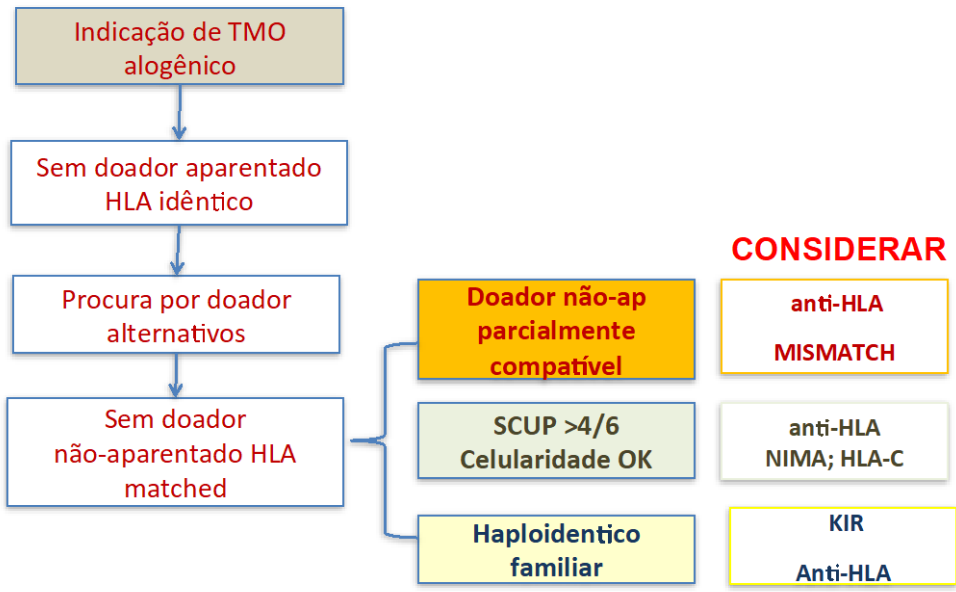 Indicação de TMO
alogênico
Sem doador aparentado
HLA idêntico
Procura por doador
alternativos
Sem doador
não-aparentado HLA
matched
CONSIDERAR
Doador não-ap
parcialmente
compatível
anti-HLA
MISMATCH
SCUP >4/6
Celularidade OK
anti-HLA
NIMA; HLA-C
Haploidentico
familiar
KIR
Anti-HLA